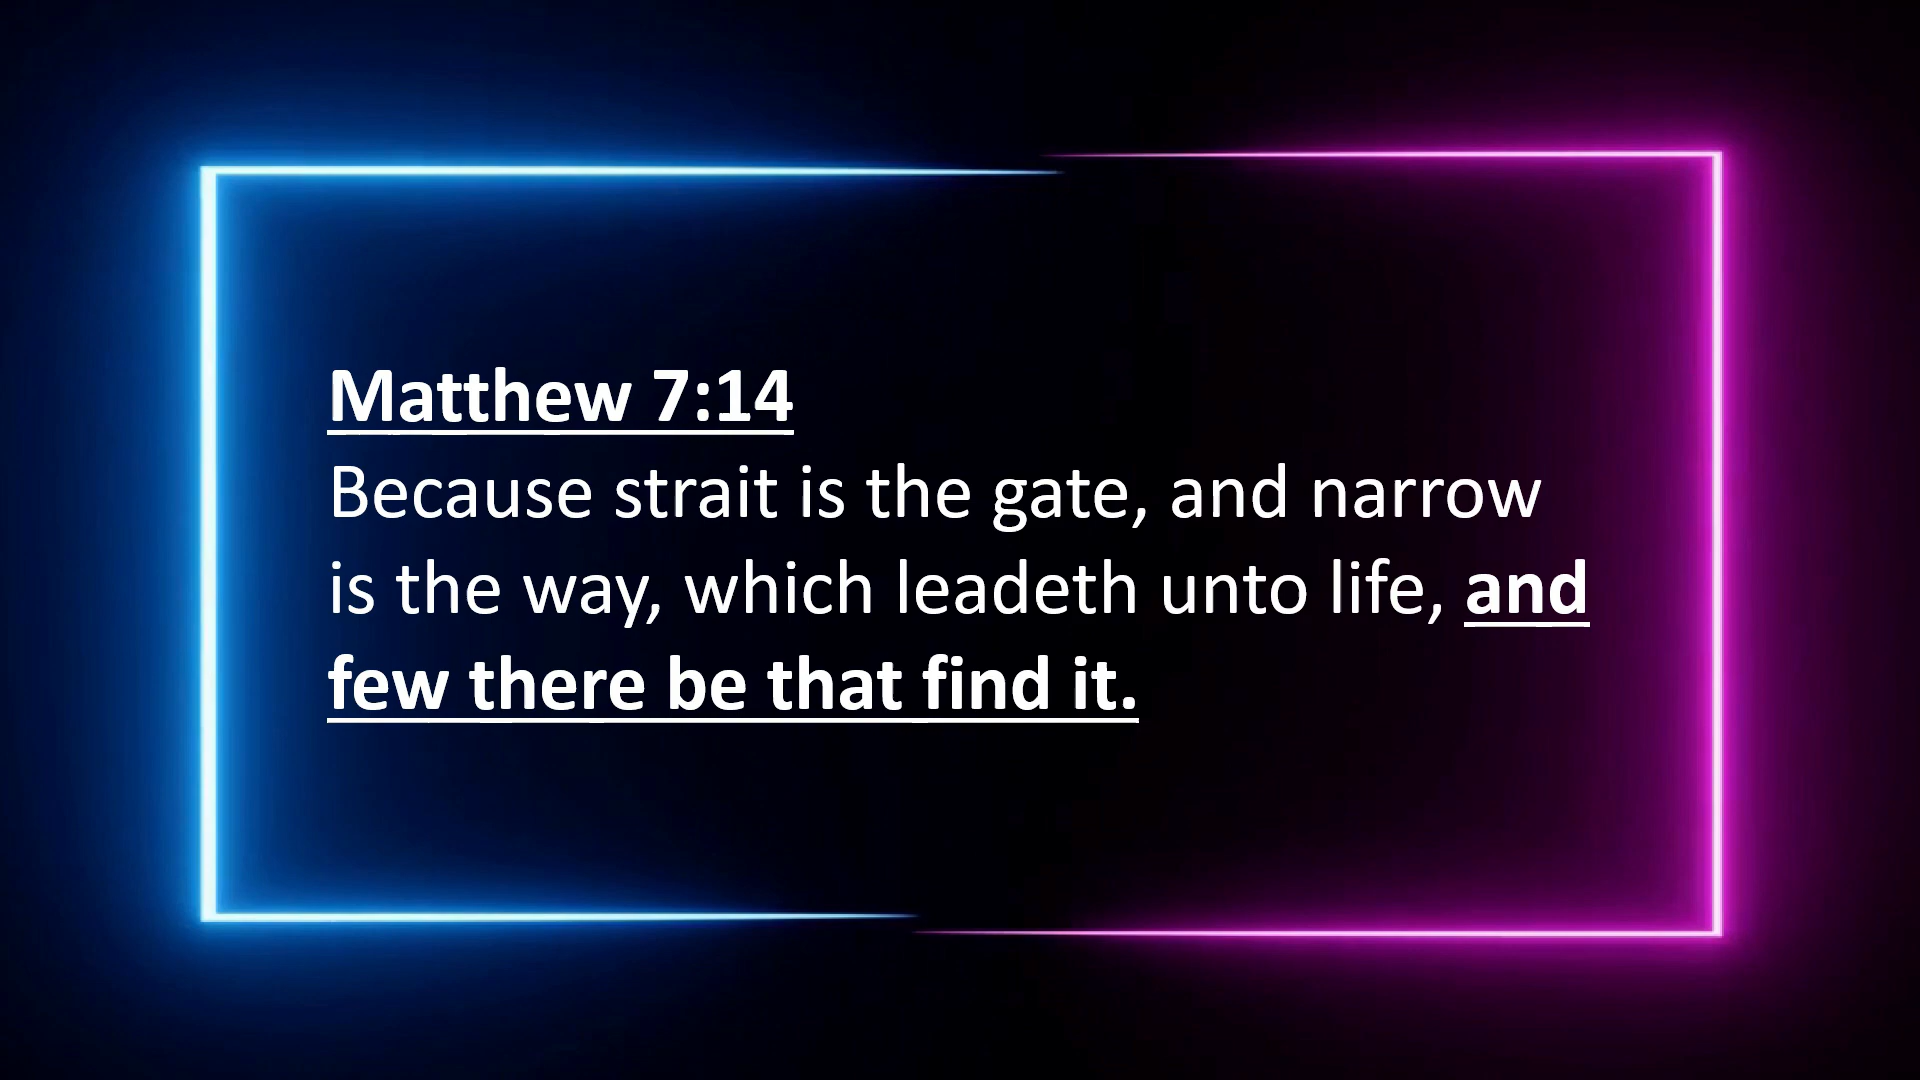 Matthew 7:14
Because strait is the gate, and narrow
is the way, which leadeth unto life, and
few there be that find it.